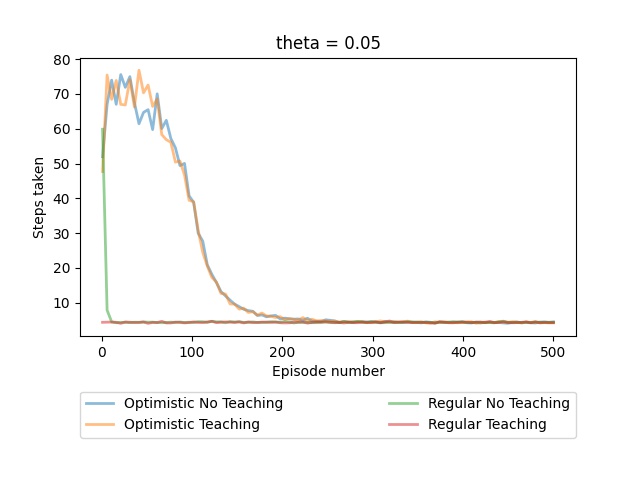 theta = 0.05
80
70
60
50
40
30
20
10
Steps taken
0 100 200 300 400 500
Episode number
Optimistic No Teaching
Optimistic Teaching
Regular No Teaching
Regular Teaching